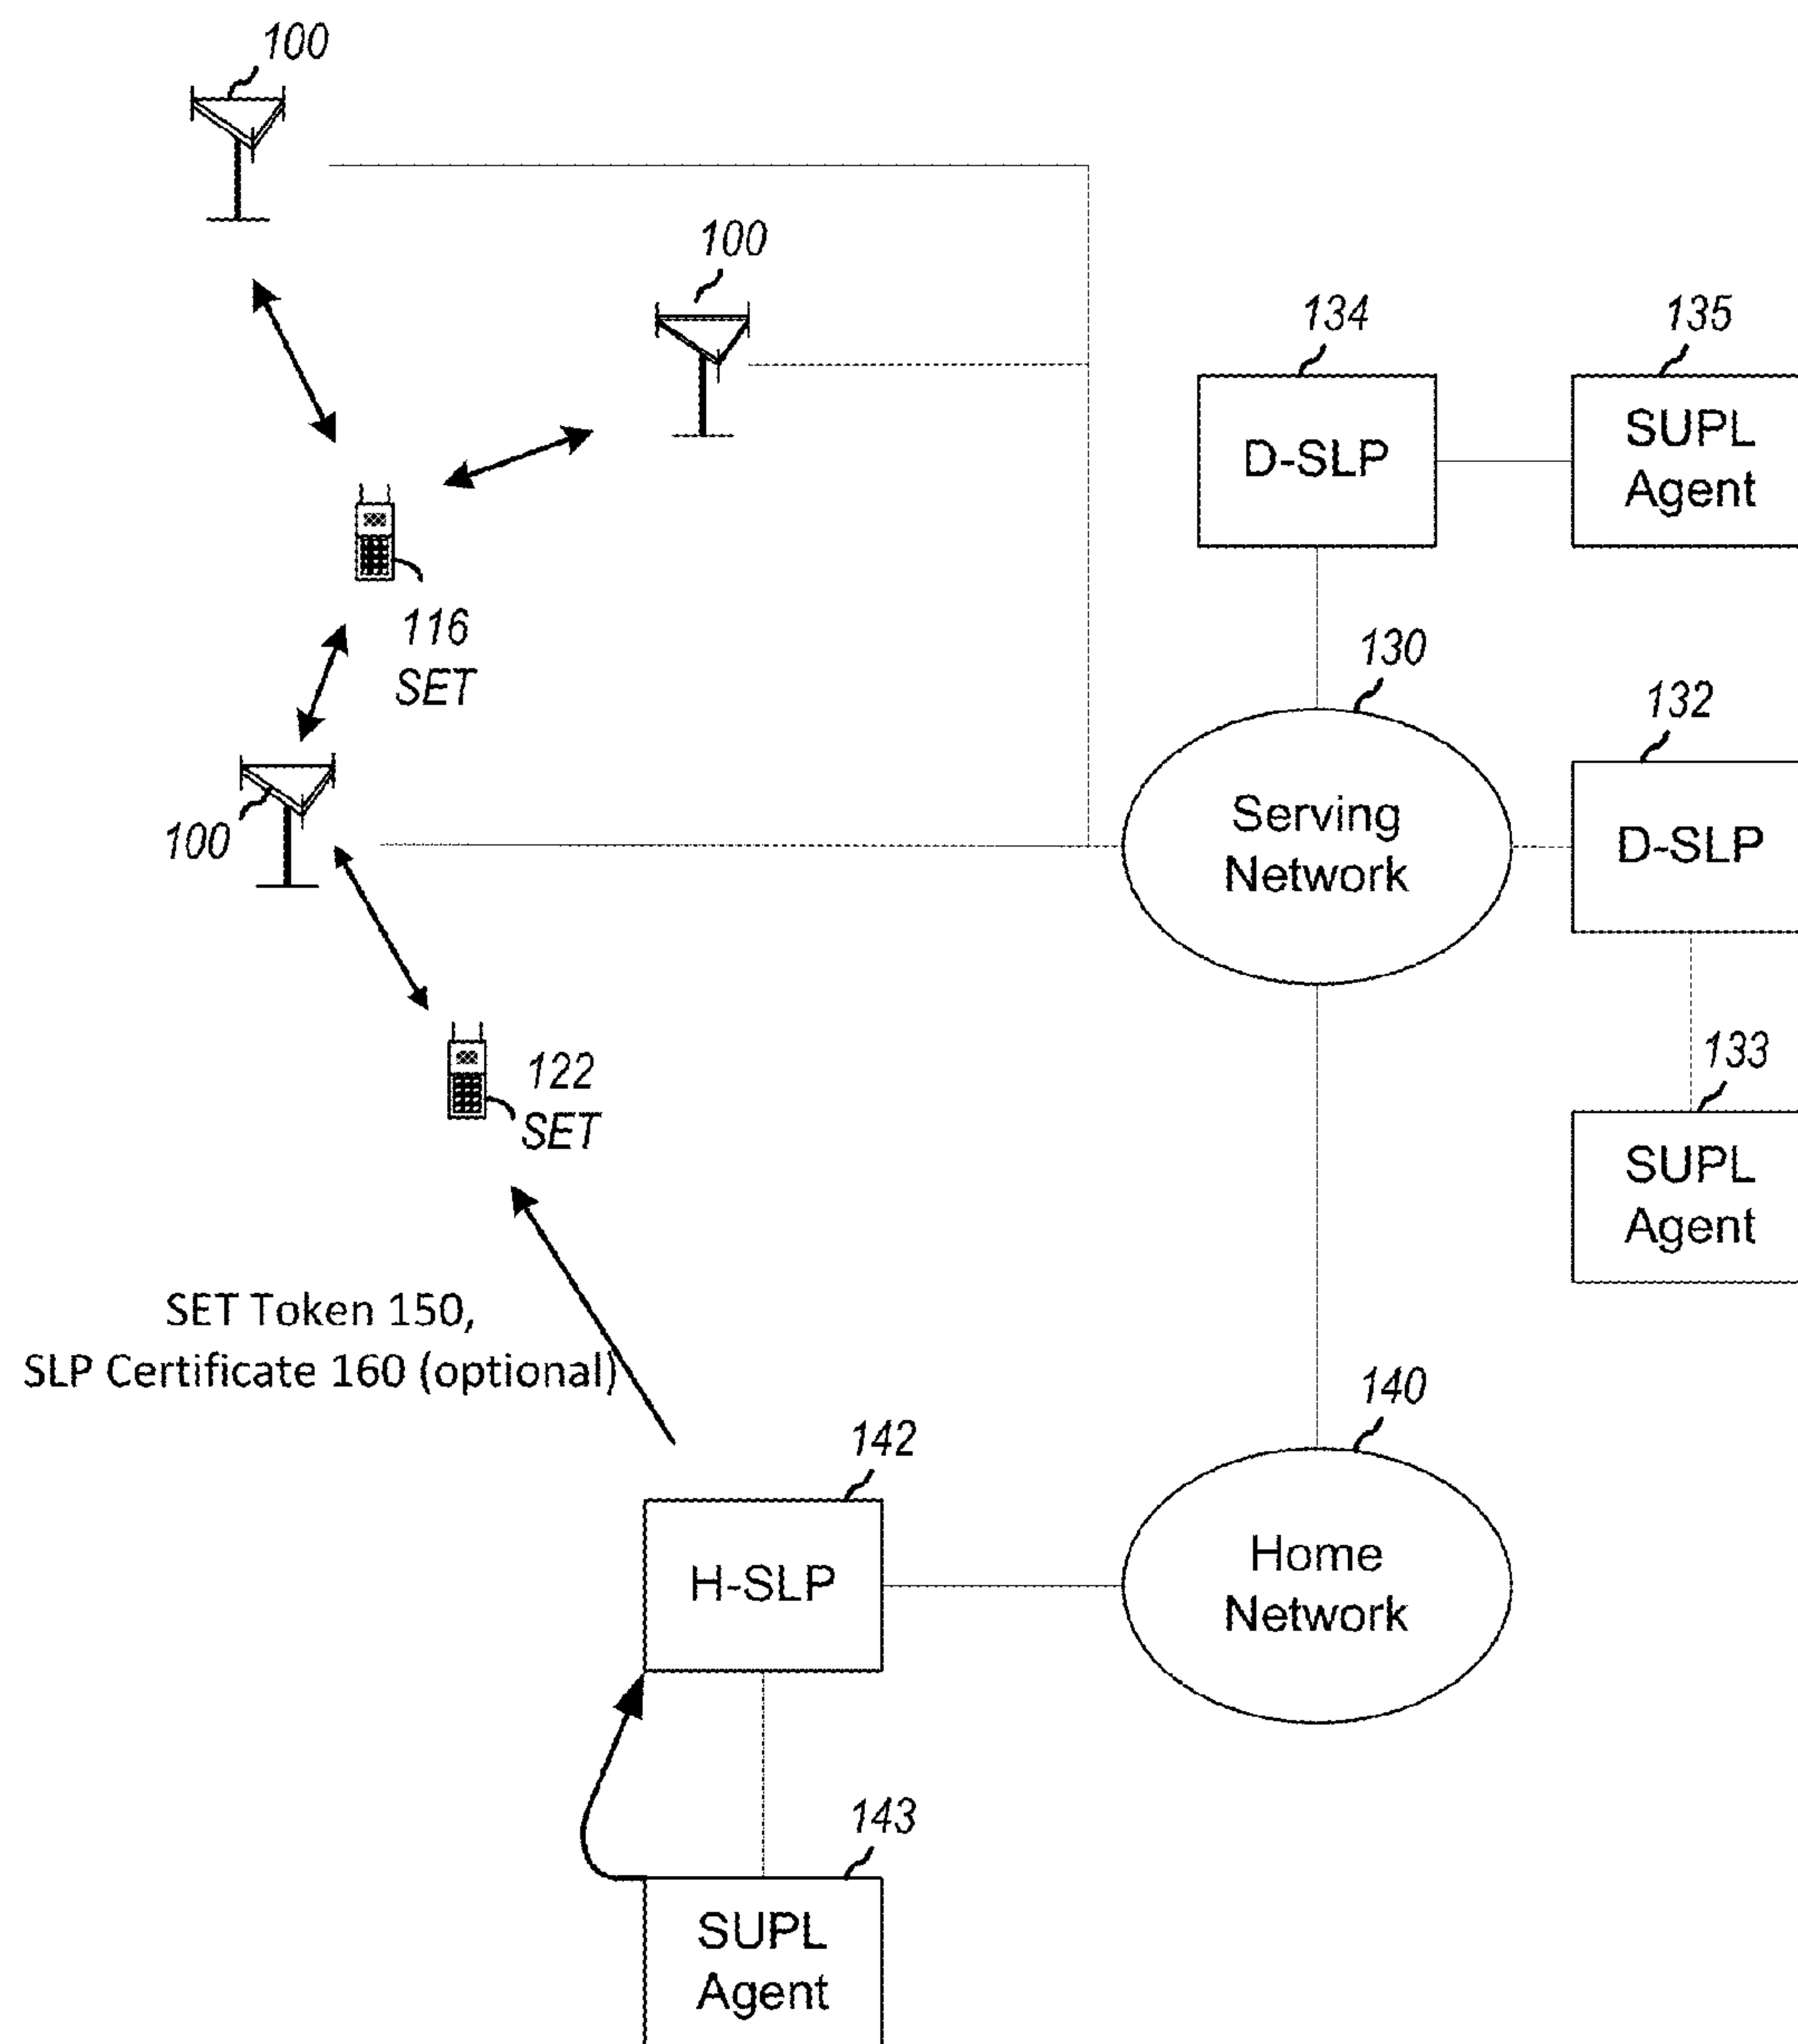 100
100
134
135
D-SLP
SUPL
Agent
116
SET
130
132
Serving
Network
D-SLP
100
122
SET
133
SUPL
Agent
SET Token 150,
SLP Certificate 160 (optional)
140
142
H-SLP
Home
Network
143
SUPL
Agent